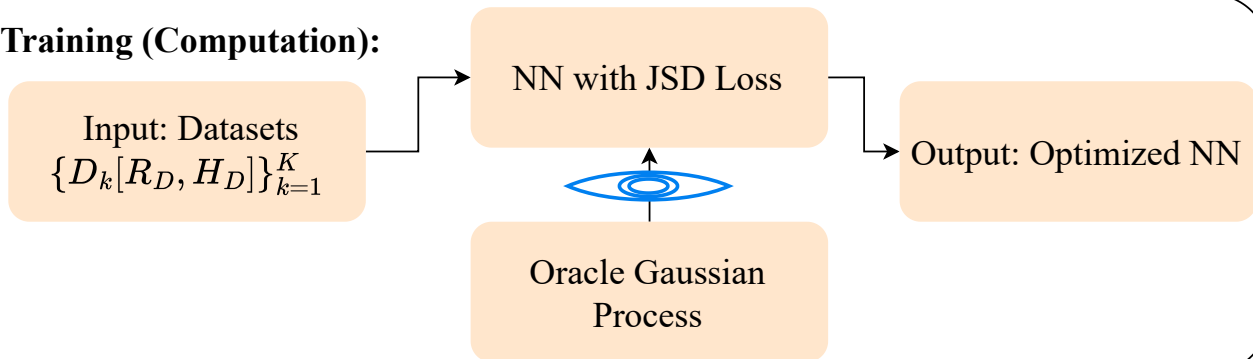 Training (Computation):
Input: Datasets
$\{D_k[R_D, H_D]\}_{k=1}^{K}$
NN with JSD Loss
Output: Optimized NN
Oracle Gaussian
Process